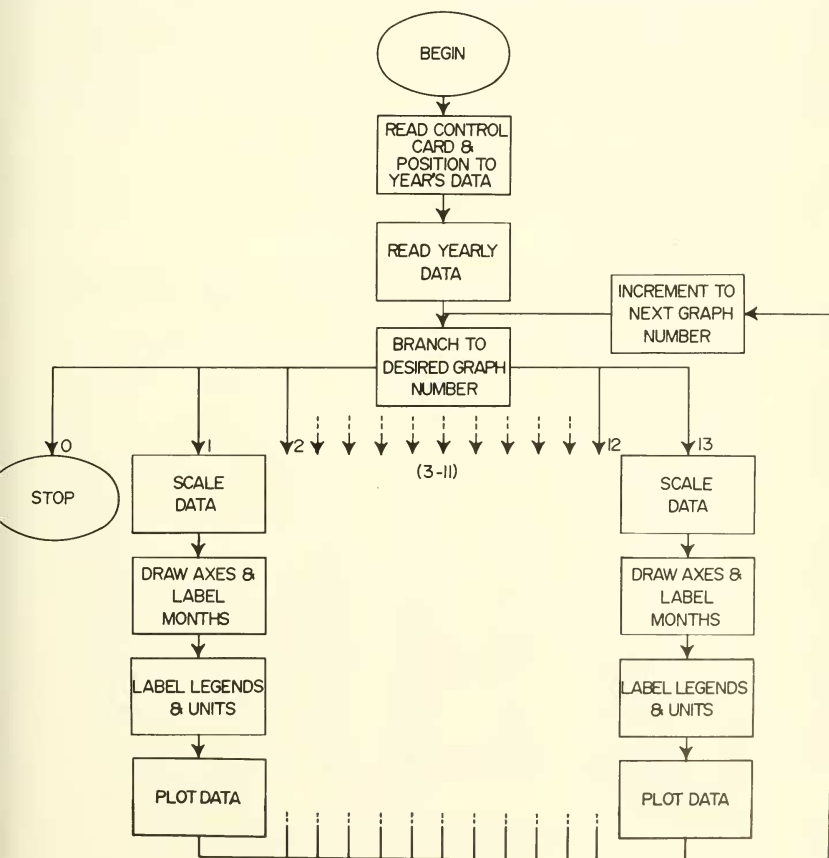 BEGIN
READ CONTROL
CARD &
POSITION TO
YEAR'S DATA
READ YEARLY
DATA
INCREMENT TO
NEXT GRAPH
NUMBER
BRANCH TO
DESIRED GRAPH
NUMBER
0
1
2
(3-11)
12
13
STOP
SCALE
DATA
DRAW AXES &
LABEL
MONTHS
LABEL LEGENDS
& UNITS
PLOT DATA
SCALE
DATA
DRAW AXES &
LABEL
MONTHS
LABEL LEGENDS
& UNITS
PLOT DATA